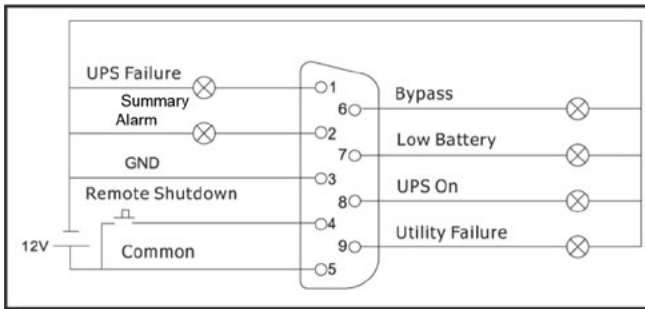 UPS Failure
1
Summary
Alarm
2
GND
3
Remote Shutdown
4
12V
Common
5
6
Bypass
7
Low Battery
8
UPS On
9
Utility Failure